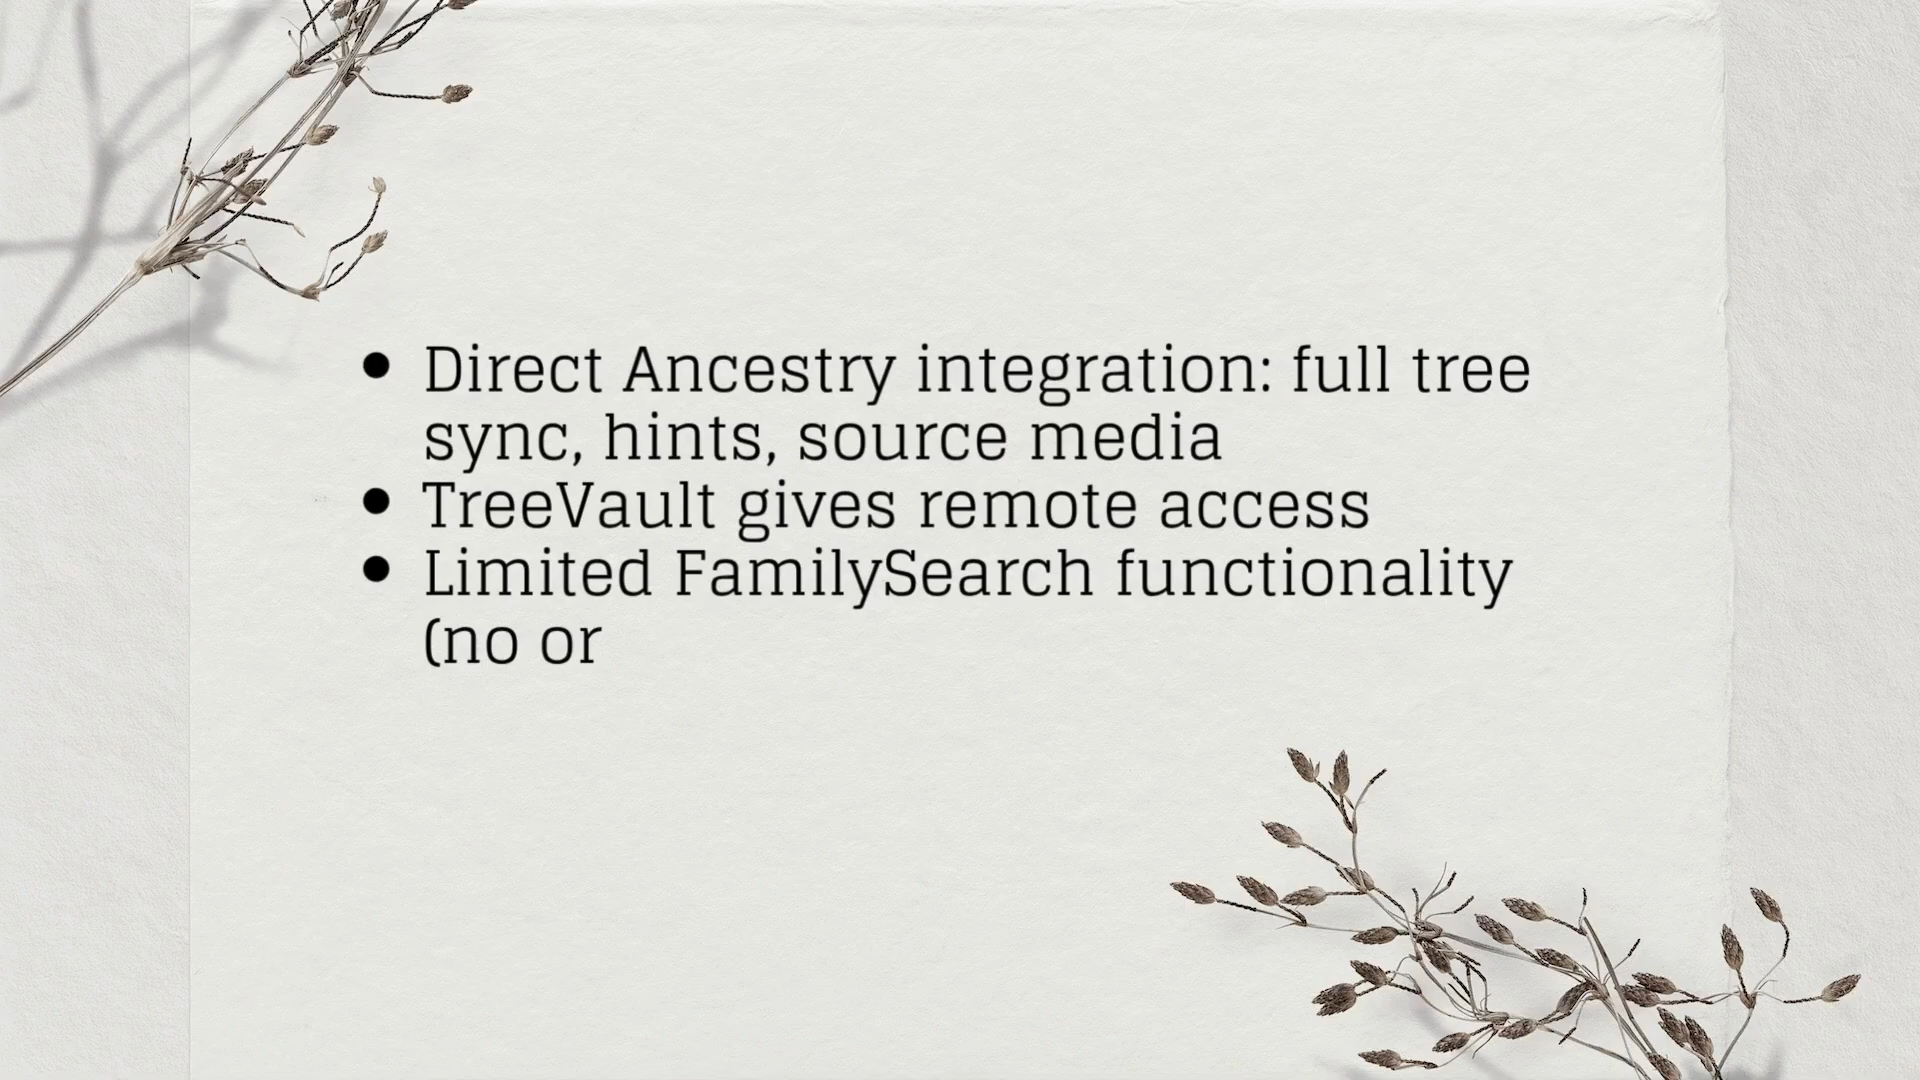 • Direct Ancestry integration: full tree
sync, hints, source media
• TreeVault gives remote access
• Limited FamilySearch functionality
(no or